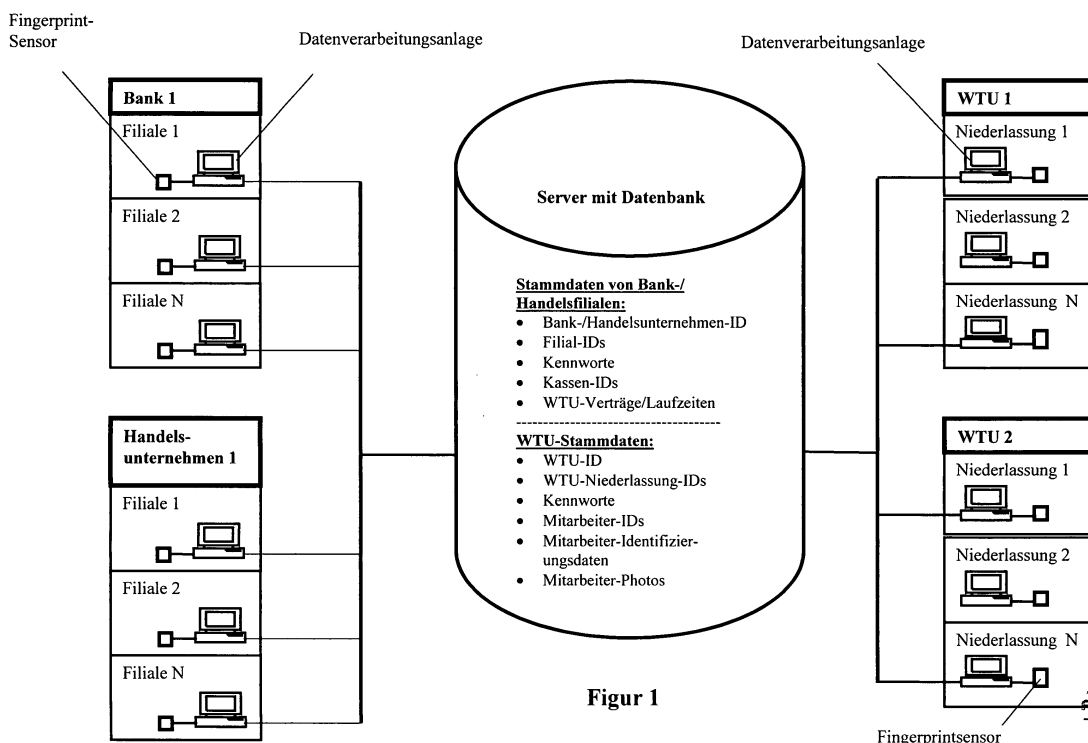 Fingerprint-
Sensor
Datenverarbeitungsanlage
Bank 1
Filiale 1
Filiale 2
Filiale N
Handels-
unternehmen 1
Filiale 1
Filiale 2
Filiale N
Server mit Datenbank
Stammdaten von Bank-/
Handelsfilialen:
• Bank-/Handelsunternehmen-ID
• Filial-IDs
• Kennworte
• Kassen-IDs
• WTU-Verträge/Laufzeiten
---------------------------------------
WTU-Stammdaten:
• WTU-ID
• WTU-Niederlassung-IDs
• Kennworte
• Mitarbeiter-IDs
• Mitarbeiter-Identifizier-
ungsdaten
• Mitarbeiter-Photos
Figur 1
Datenverarbeitungsanlage
WTU 1
Niederlassung 1
Niederlassung 2
Niederlassung N
WTU 2
Niederlassung 1
Niederlassung 2
Niederlassung N
Fingerprintsensor